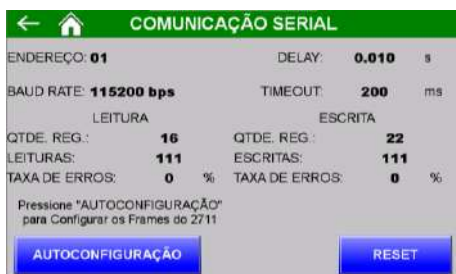 COMUNICAÇÃO SERIAL
ENDEREÇO: 01 DELAY: 0.010 s
BAUD RATE: 115200 bps TIMEOUT: 200 ms
LEITURA ESCRITA
QTDE. REG.: 16 QTDE. REG.: 22
LEITURAS: 111 ESCRITAS: 111
TAXA DE ERROS: 0 % TAXA DE ERROS: 0 %
Pressione "AUTOCONFIGURAÇÃO"
para Configurar os Frames do 2711
AUTOCONFIGURAÇÃO RESET